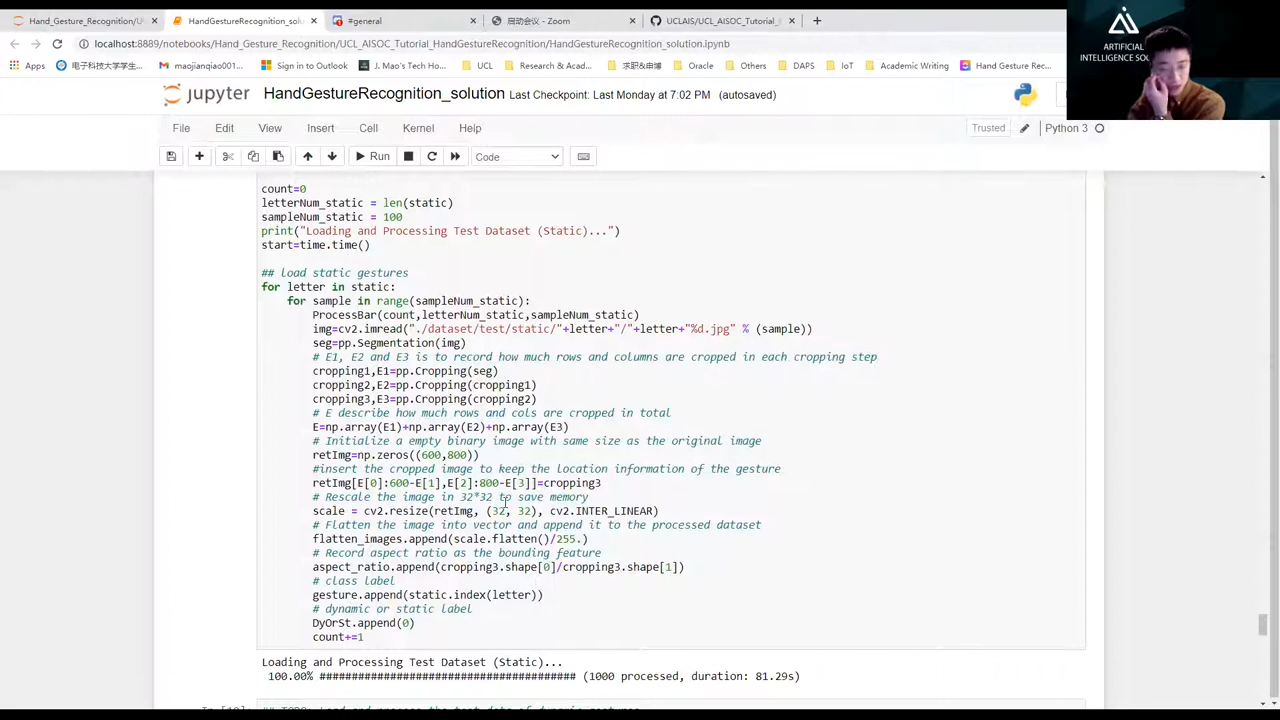 Hand_Gesture_Recognition/U
HandGestureRecognition_solu
#general
启动会议 - Zoom
UCLAIS/UCL_AISOC_Tutorial_
localhost:8889/notebooks/Hand_Gesture_Recognition/UCL_AISOC_Tutorial_HandGestureRecognition/HandGestureRecognition_solution.ipynb
Apps
电子科技大学学生...
maojianqiao001@...
Sign in to Outlook
J. Mao's Fech Ho...
UCL
Research & Acade...
求职&申博
Oracle
Others
DAPS
IoT
Academic Writing
Hand Gesture Rec...
ARTIFICIAL
INTELLIGENCE SO
jupyter HandGestureRecognition_solution Last Checkpoint: Last Monday at 7:02 PM (autosaved)
File Edit View Insert Cell Kernel Help
Trusted
Python 3
Run
Code
count=0
letterNum_static = len(static)
sampleNum_static = 100
print("Loading and Processing Test Dataset (Static)...")
start=time.time()
## load static gestures
for letter in static:
for sample in range(sampleNum_static):
ProcessBar(count,letterNum_static,sampleNum_static)
img=cv2.imread("./dataset/test/static/"+letter+"/"+letter+"%d.jpg" % (sample))
seg=pp.Segmentation(img)
# E1, E2 and E3 is to record how much rows and columns are cropped in each cropping step
cropping1,E1=pp.Cropping(seg)
cropping2,E2=pp.Cropping(cropping1)
cropping3,E3=pp.Cropping(cropping2)
# E describe how much rows and cols are cropped in total
E=np.array(E1)+np.array(E2)+np.array(E3)
# Initialize a empty binary image with same size as the original image
retImg=np.zeros((600,800))
#insert the cropped image to keep the location information of the gesture
retImg[E[0]:600-E[1],E[2]:800-E[3]]=cropping3
# Rescale the image in 32*32 to save memory
scale = cv2.resize(retImg, (32, 32), cv2.INTER_LINEAR)
# Flatten the image into vector and append it to the processed dataset
flatten_images.append(scale.flatten()/255.)
# Record aspect ratio as the bounding feature
aspect_ratio.append(cropping3.shape[0]/cropping3.shape[1])
# class label
gesture.append(static.index(letter))
# dynamic or static label
DyOrSt.append(0)
count+=1
Loading and Processing Test Dataset (Static)...
100.00% ######################################## (1000 processed, duration: 81.29s)